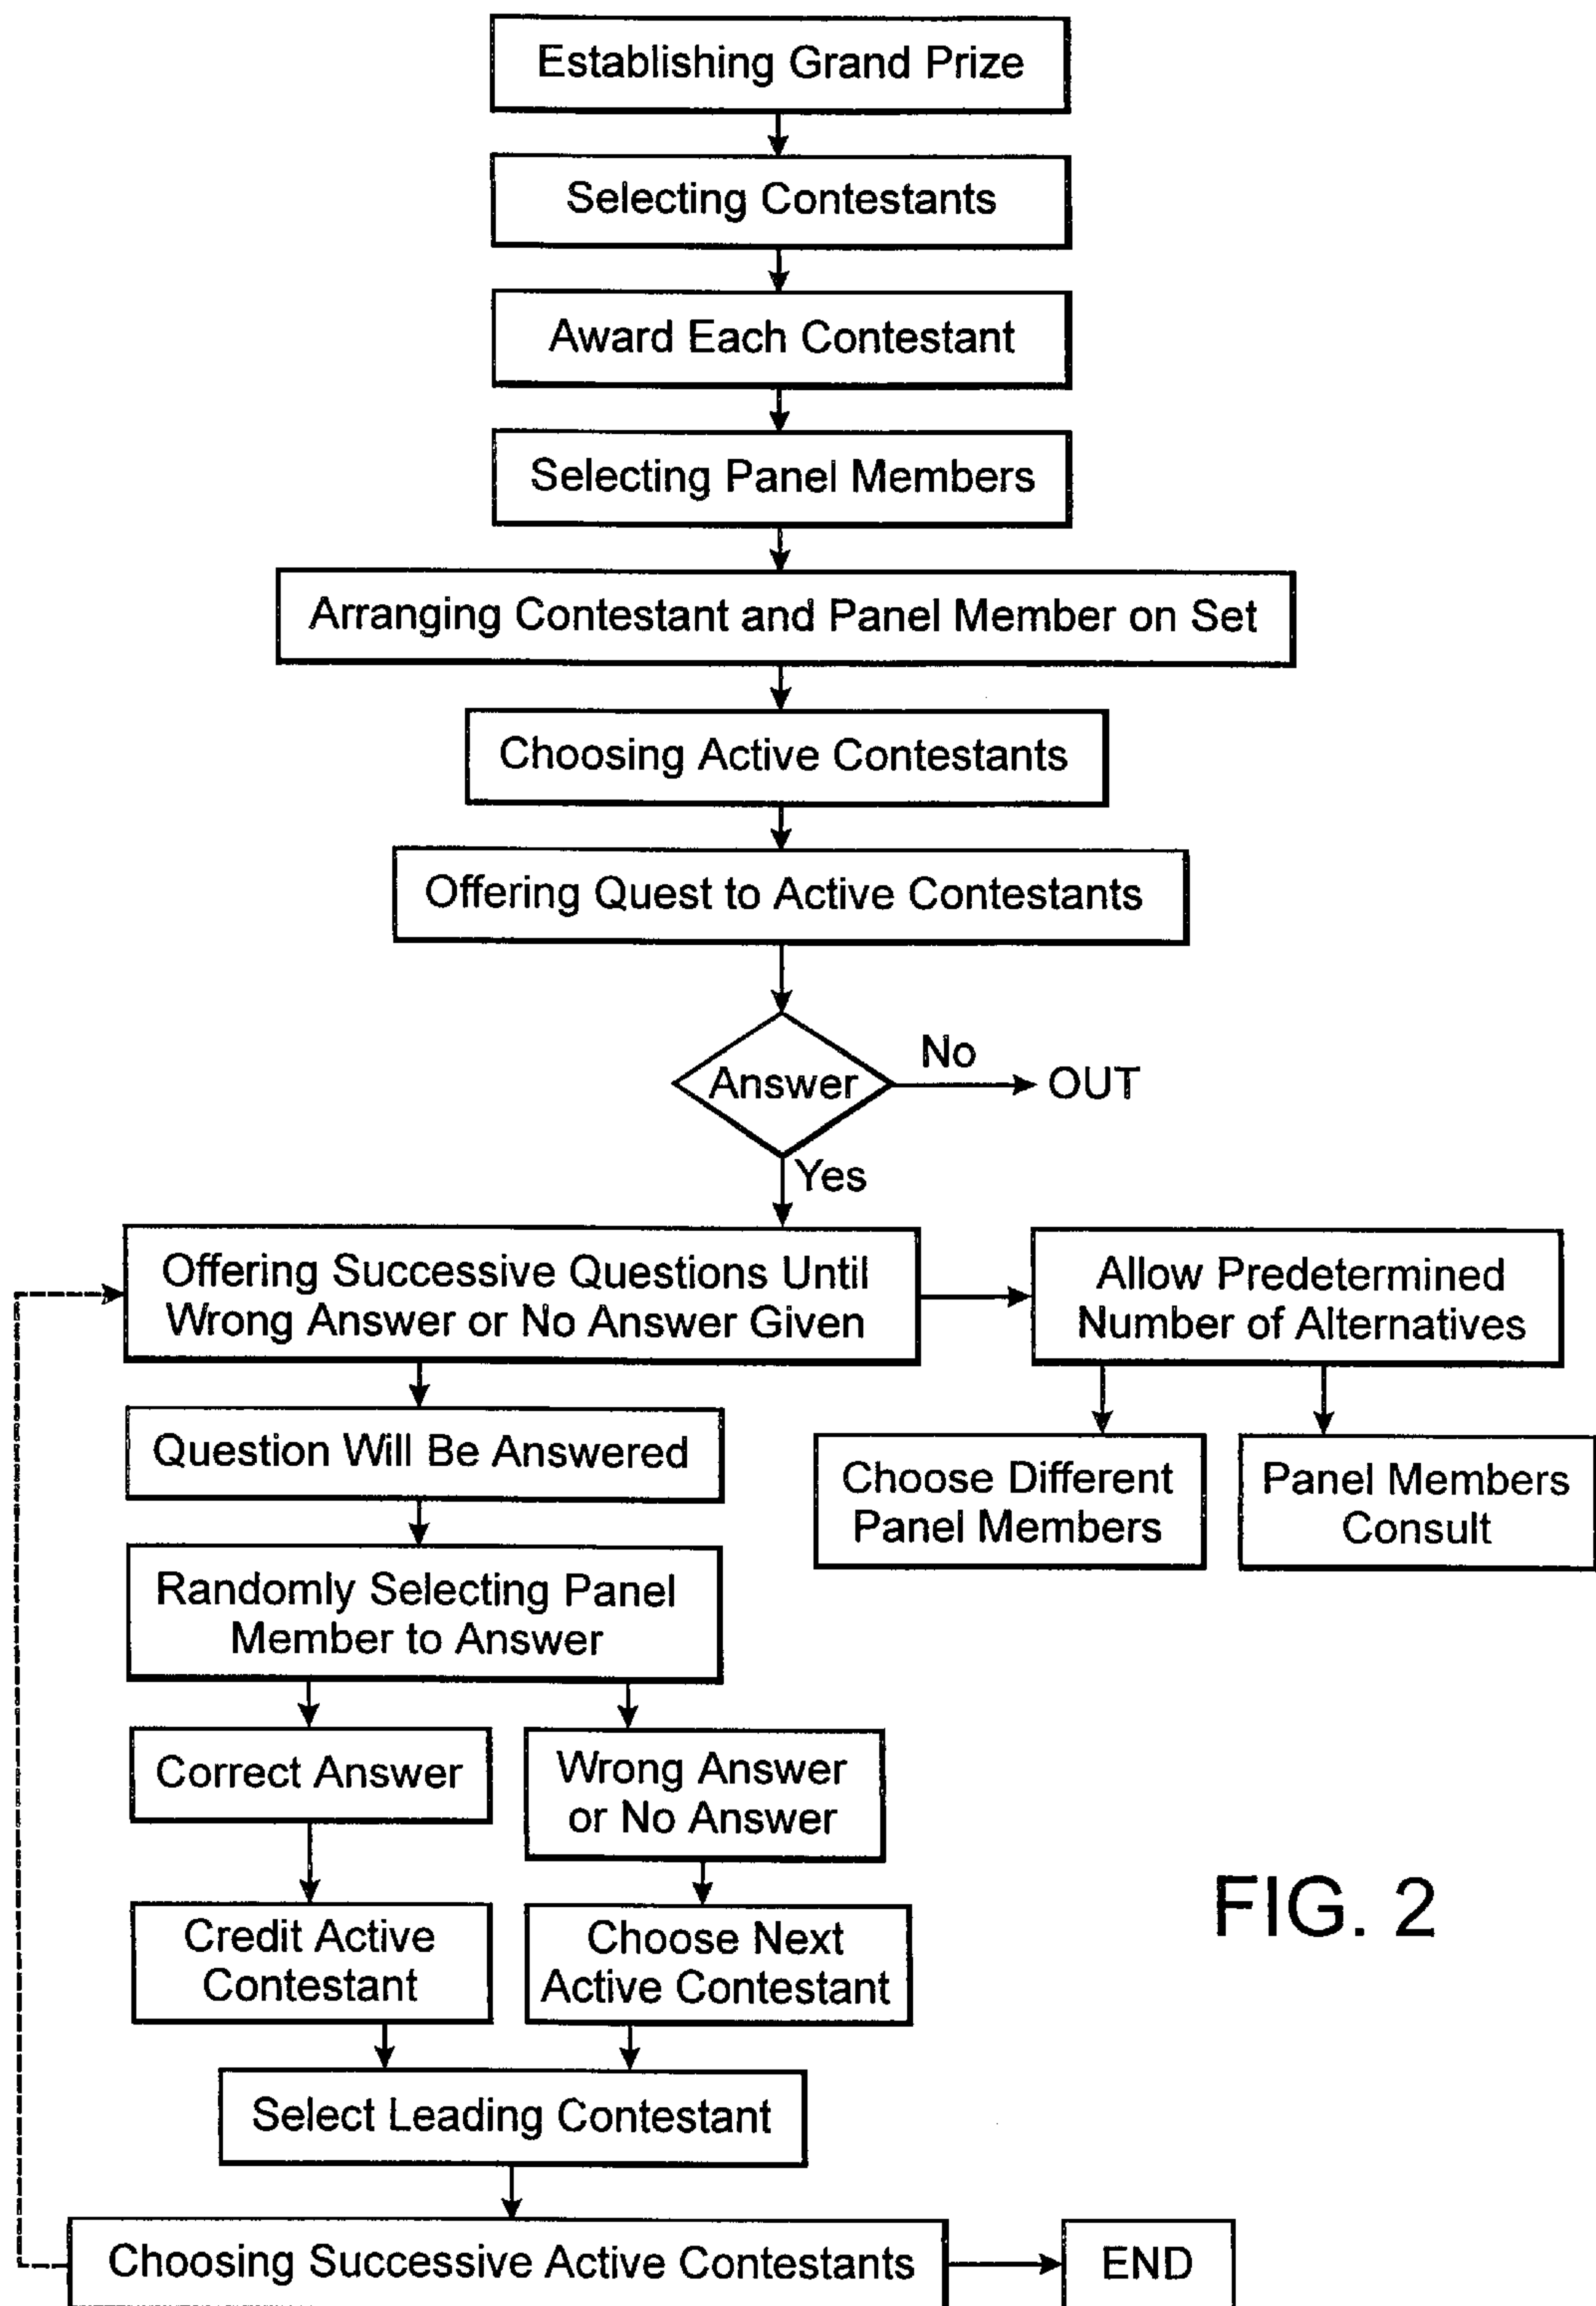 Establishing Grand Prize
Selecting Contestants
Award Each Contestant
Selecting Panel Members
Arranging Contestant and Panel Member on Set
Choosing Active Contestants
Offering Quest to Active Contestants
Answer
No
OUT
Yes
Offering Successive Questions Until
Wrong Answer or No Answer Given
Allow Predetermined
Number of Alternatives
Question Will Be Answered
Choose Different
Panel Members
Panel Members
Consult
Randomly Selecting Panel
Member to Answer
Correct Answer
Wrong Answer
or No Answer
Credit Active
Contestant
Choose Next
Active Contestant
FIG. 2
Select Leading Contestant
Choosing Successive Active Contestants
END